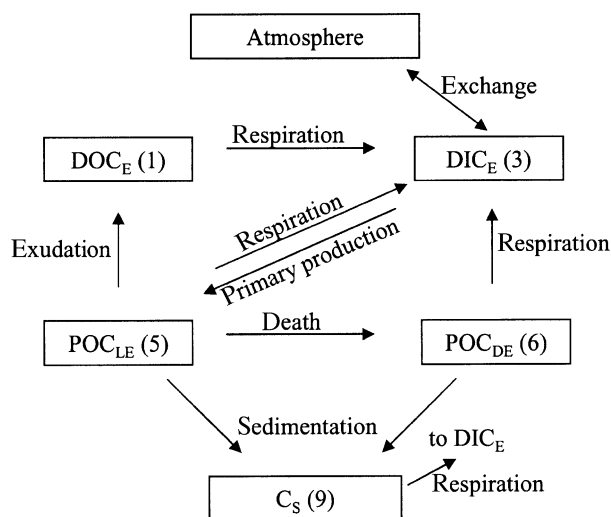 Atmosphere
Exchange
Respiration
DOC_E (1)
DIC_E (3)
Respiration
Primary production
Exudation
Respiration
Death
POC_LE (5)
POC_DE (6)
Sedimentation
to DIC_E
Respiration
C_S (9)